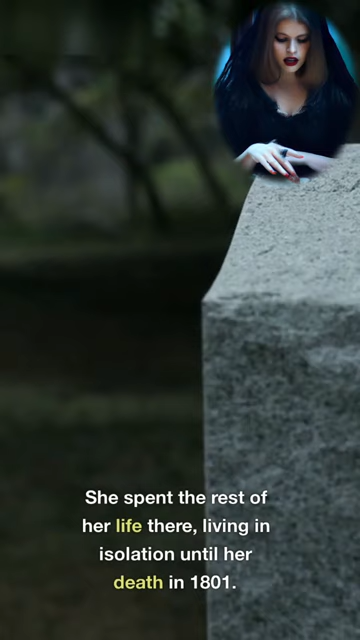 She spent the rest of
her life there, living in
isolation until her
death in 1801.